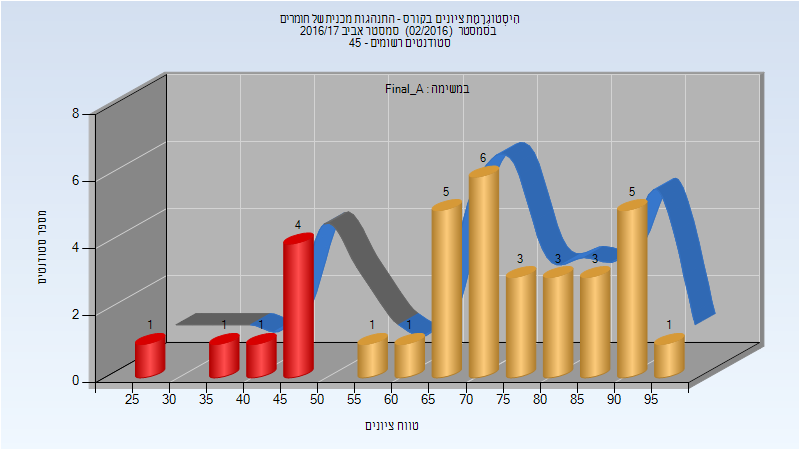 היסטוגרמת ציונים בקורס - התנהגות מכנית של חומרים
בסמסטר (02/2016) סמסטר אביב 2016/17
סטודנטים רשומים - 45
במשימה : Final_A
8
6
4
2
0
מספר סטודנטים
1 1 1 4 1 1 5 6 3 3 3 5 1
25 30 35 40 45 50 55 60 65 70 75 80 85 90 95
טווח ציונים